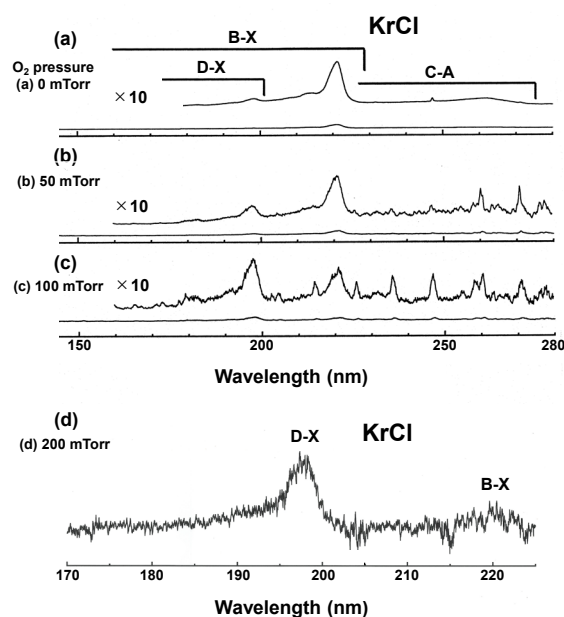 (a)
KrCl
B-X
O₂ pressure
(a) 0 mTorr
D-X
C-A
× 10
(b)
(b) 50 mTorr
× 10
(c)
(c) 100 mTorr
× 10
150 200 250 280
Wavelength (nm)
(d)
(d) 200 mTorr
D-X
KrCl
B-X
170 180 190 200 210 220
Wavelength (nm)